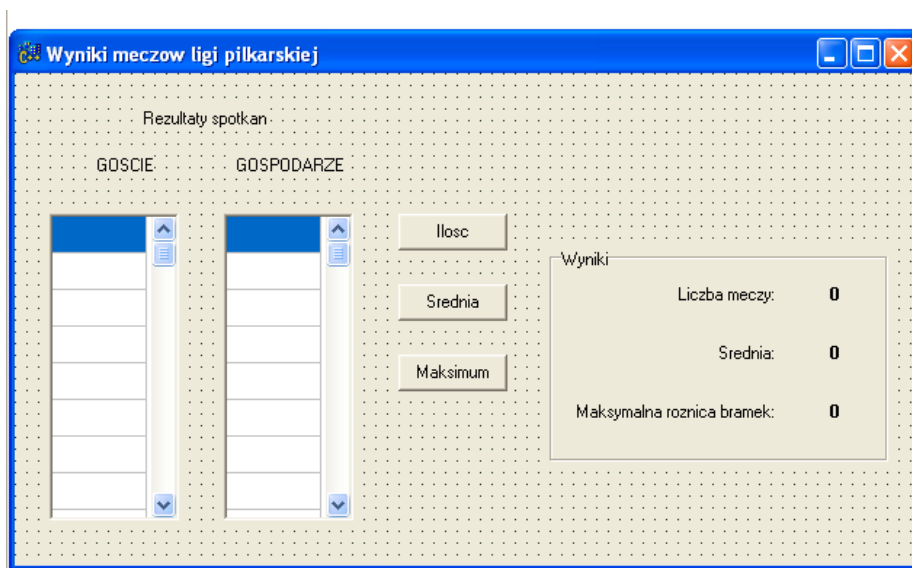 Wyniki meczow ligi pilkarskiej
Rezultaty spotkan
GOSCIE GOSPODARZE
Ilosc
Srednia
Maksimum
Wyniki
Liczba meczy: 0
Srednia: 0
Maksymalna roznica bramek: 0